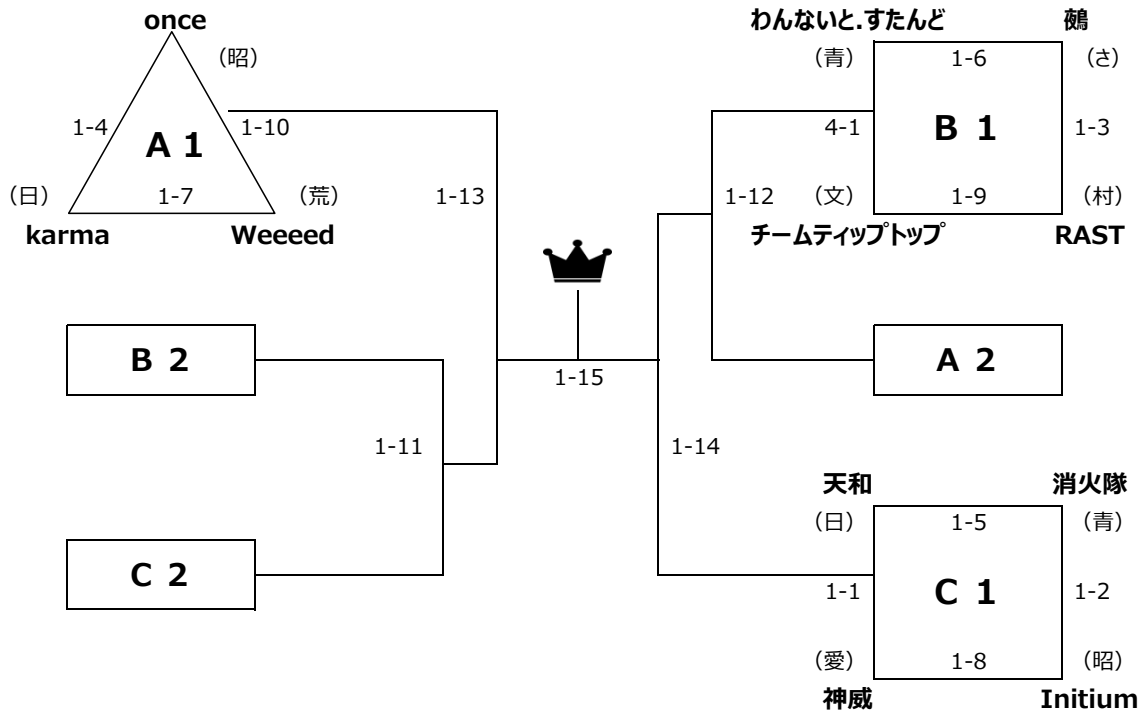 once
(昭)
1-4
A 1
1-10
(日)
1-7
(荒)
karma
Weeeed
1-13
B 2
1-11
C 2
1-15
わんないと.すたんど
鵺
(青)
1-6
(さ)
4-1
B 1
1-3
1-12
(文)
1-9
(村)
チームティップトップ
RAST
A 2
1-14
天和
消火隊
(日)
1-5
(青)
1-1
C 1
1-2
(愛)
1-8
(昭)
神威
Initium